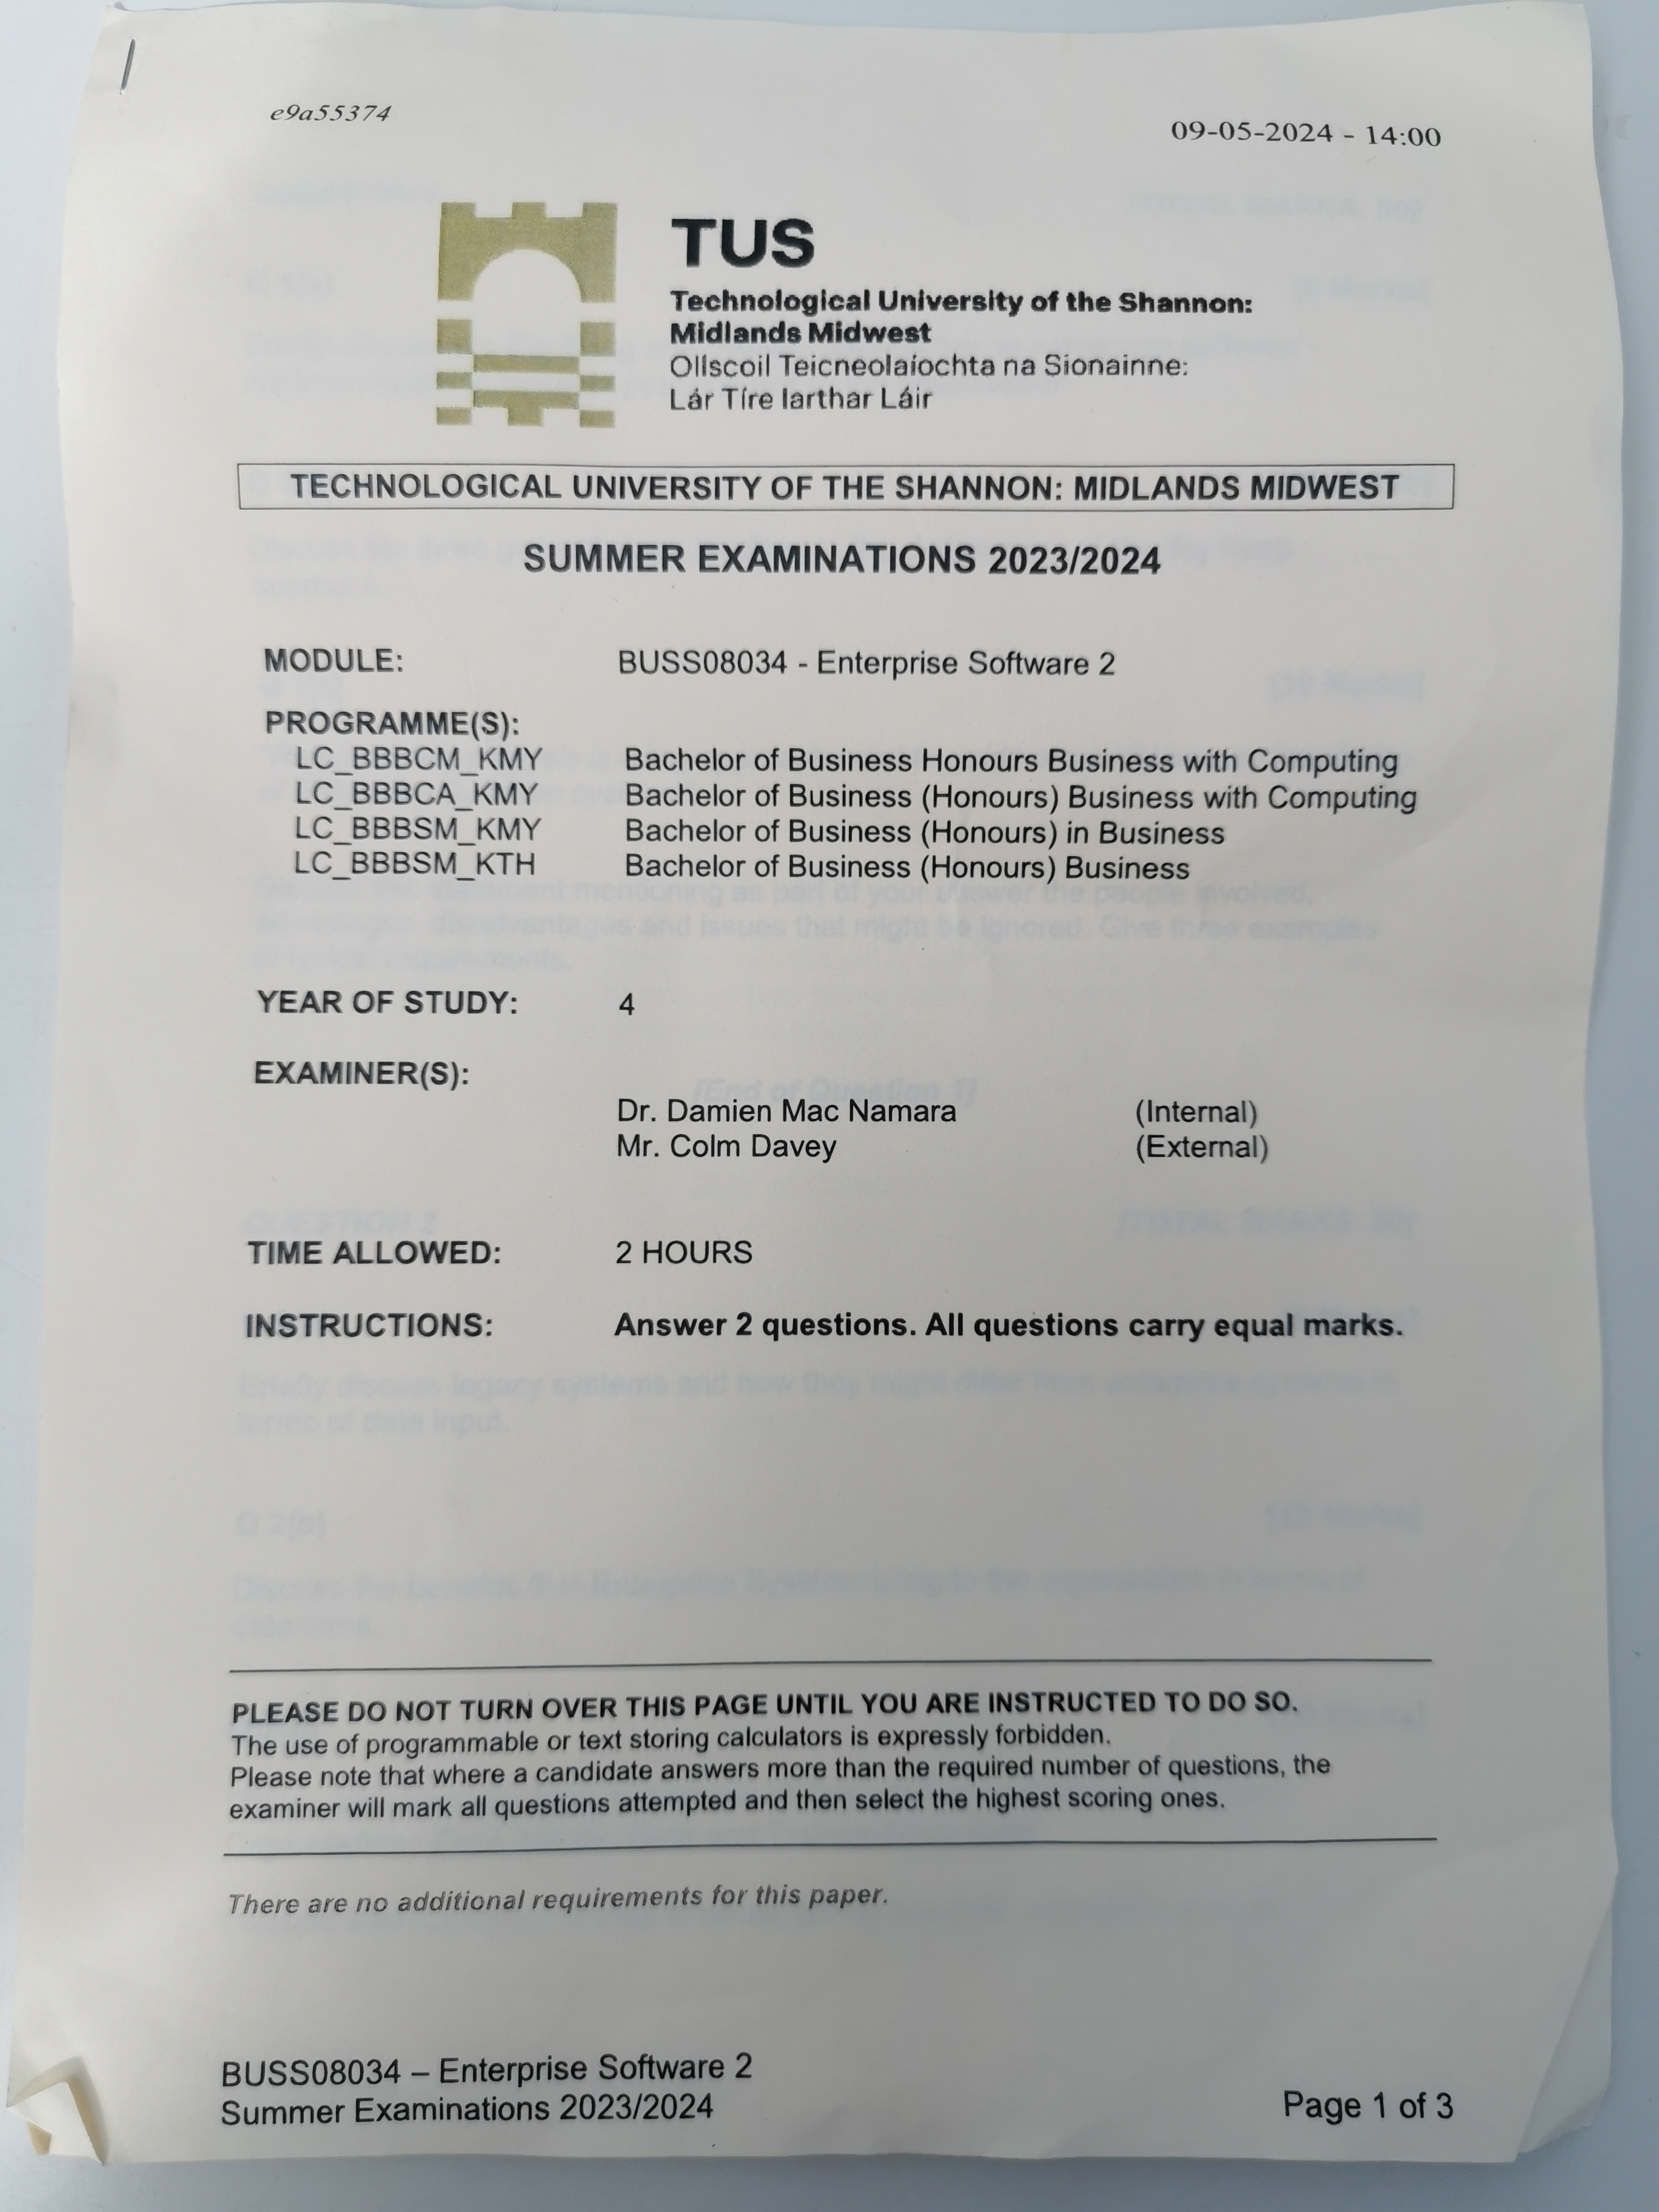 e9a55374
09-05-2024 - 14:00
TUS
Technological University of the Shannon:
Midlands Midwest
Ollscoil Teicneolaíochta na Sionainne:
Lár Tíre Iarthar Láir
TECHNOLOGICAL UNIVERSITY OF THE SHANNON: MIDLANDS MIDWEST
SUMMER EXAMINATIONS 2023/2024
MODULE: BUSS08034 - Enterprise Software 2
PROGRAMME(S):
LC_BBBCM_KMY Bachelor of Business Honours Business with Computing
LC_BBBCA_KMY Bachelor of Business (Honours) Business with Computing
LC_BBBSM_KMY Bachelor of Business (Honours) in Business
LC_BBBSM_KTH Bachelor of Business (Honours) Business
YEAR OF STUDY: 4
EXAMINER(S):
Dr. Damien Mac Namara (Internal)
Mr. Colm Davey (External)
TIME ALLOWED: 2 HOURS
INSTRUCTIONS: Answer 2 questions. All questions carry equal marks.
PLEASE DO NOT TURN OVER THIS PAGE UNTIL YOU ARE INSTRUCTED TO DO SO.
The use of programmable or text storing calculators is expressly forbidden.
Please note that where a candidate answers more than the required number of questions, the
examiner will mark all questions attempted and then select the highest scoring ones.
There are no additional requirements for this paper.
BUSS08034 – Enterprise Software 2
Summer Examinations 2023/2024
Page 1 of 3